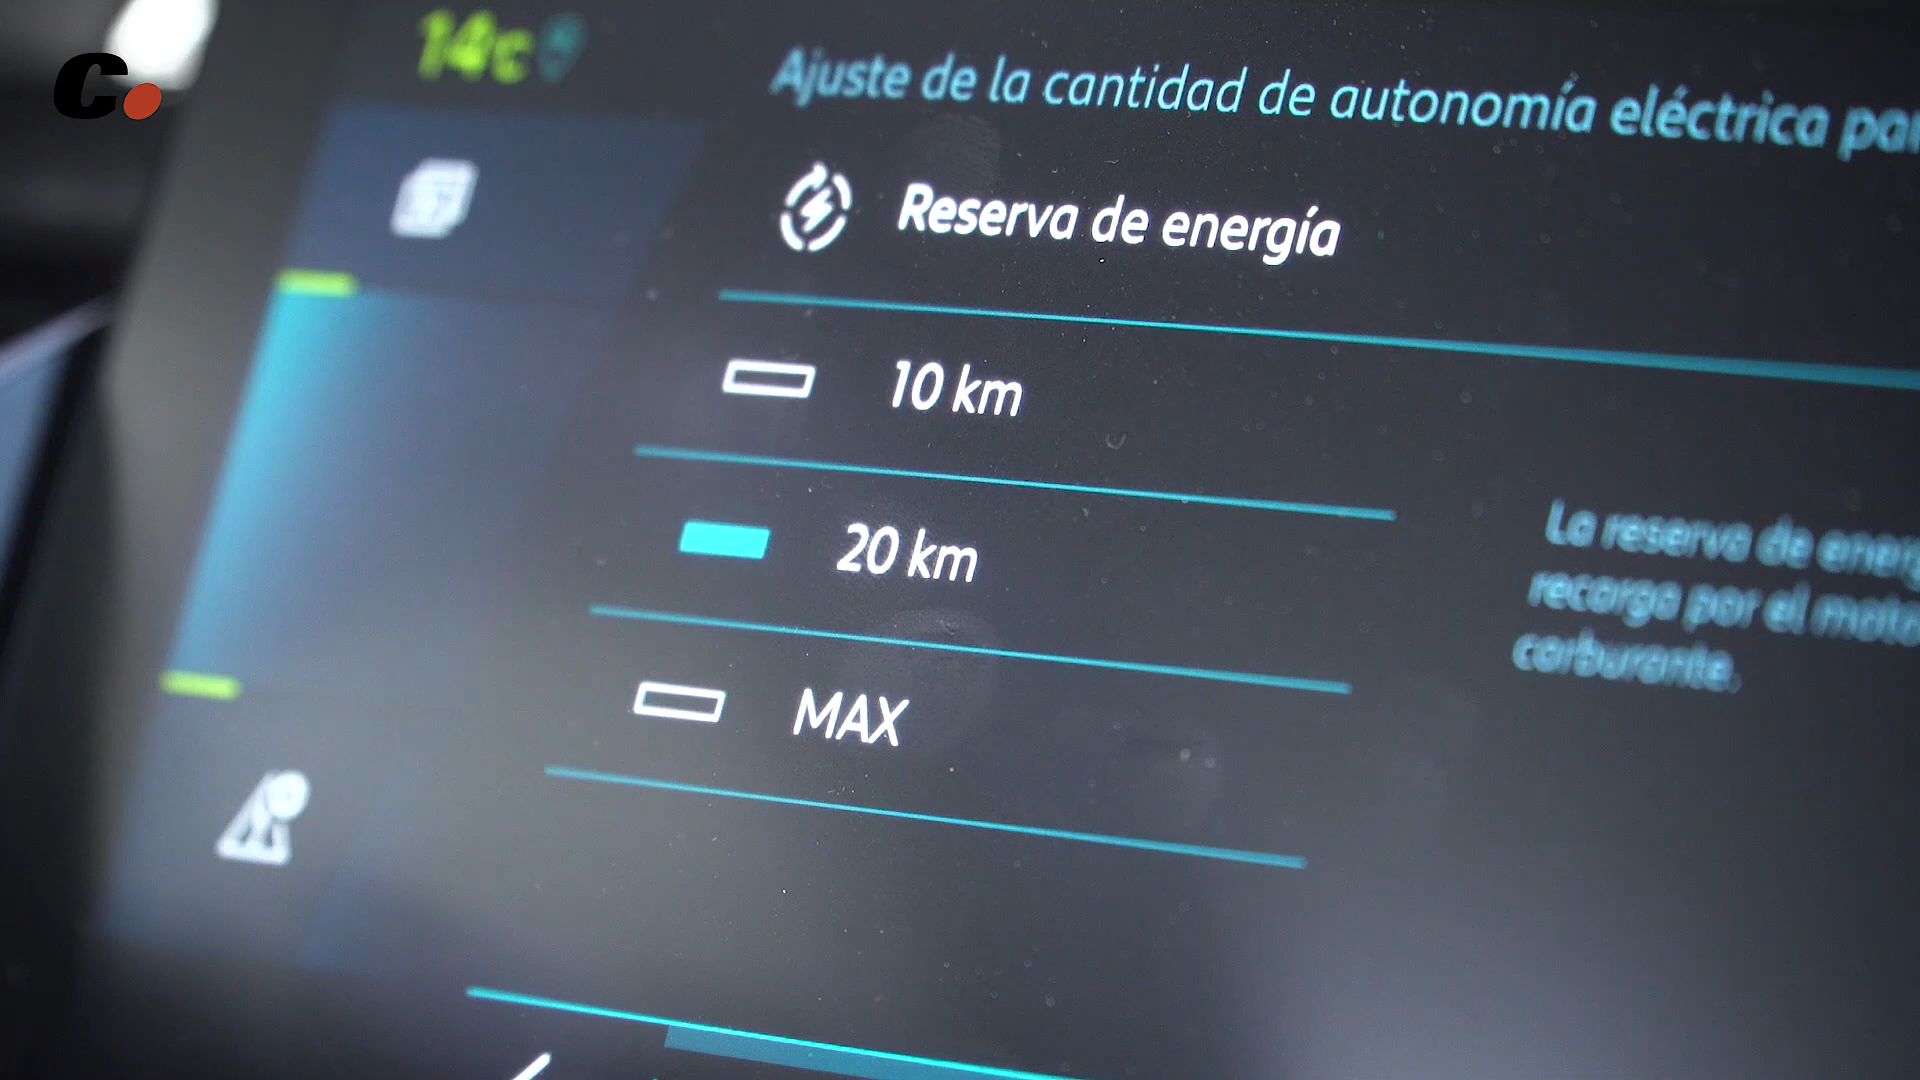 C.
14c
Ajuste de la cantidad de autonomía eléctrica
Reserva de energía
10 km
20 km
MAX
La reserva de
recarga por el
carburante.